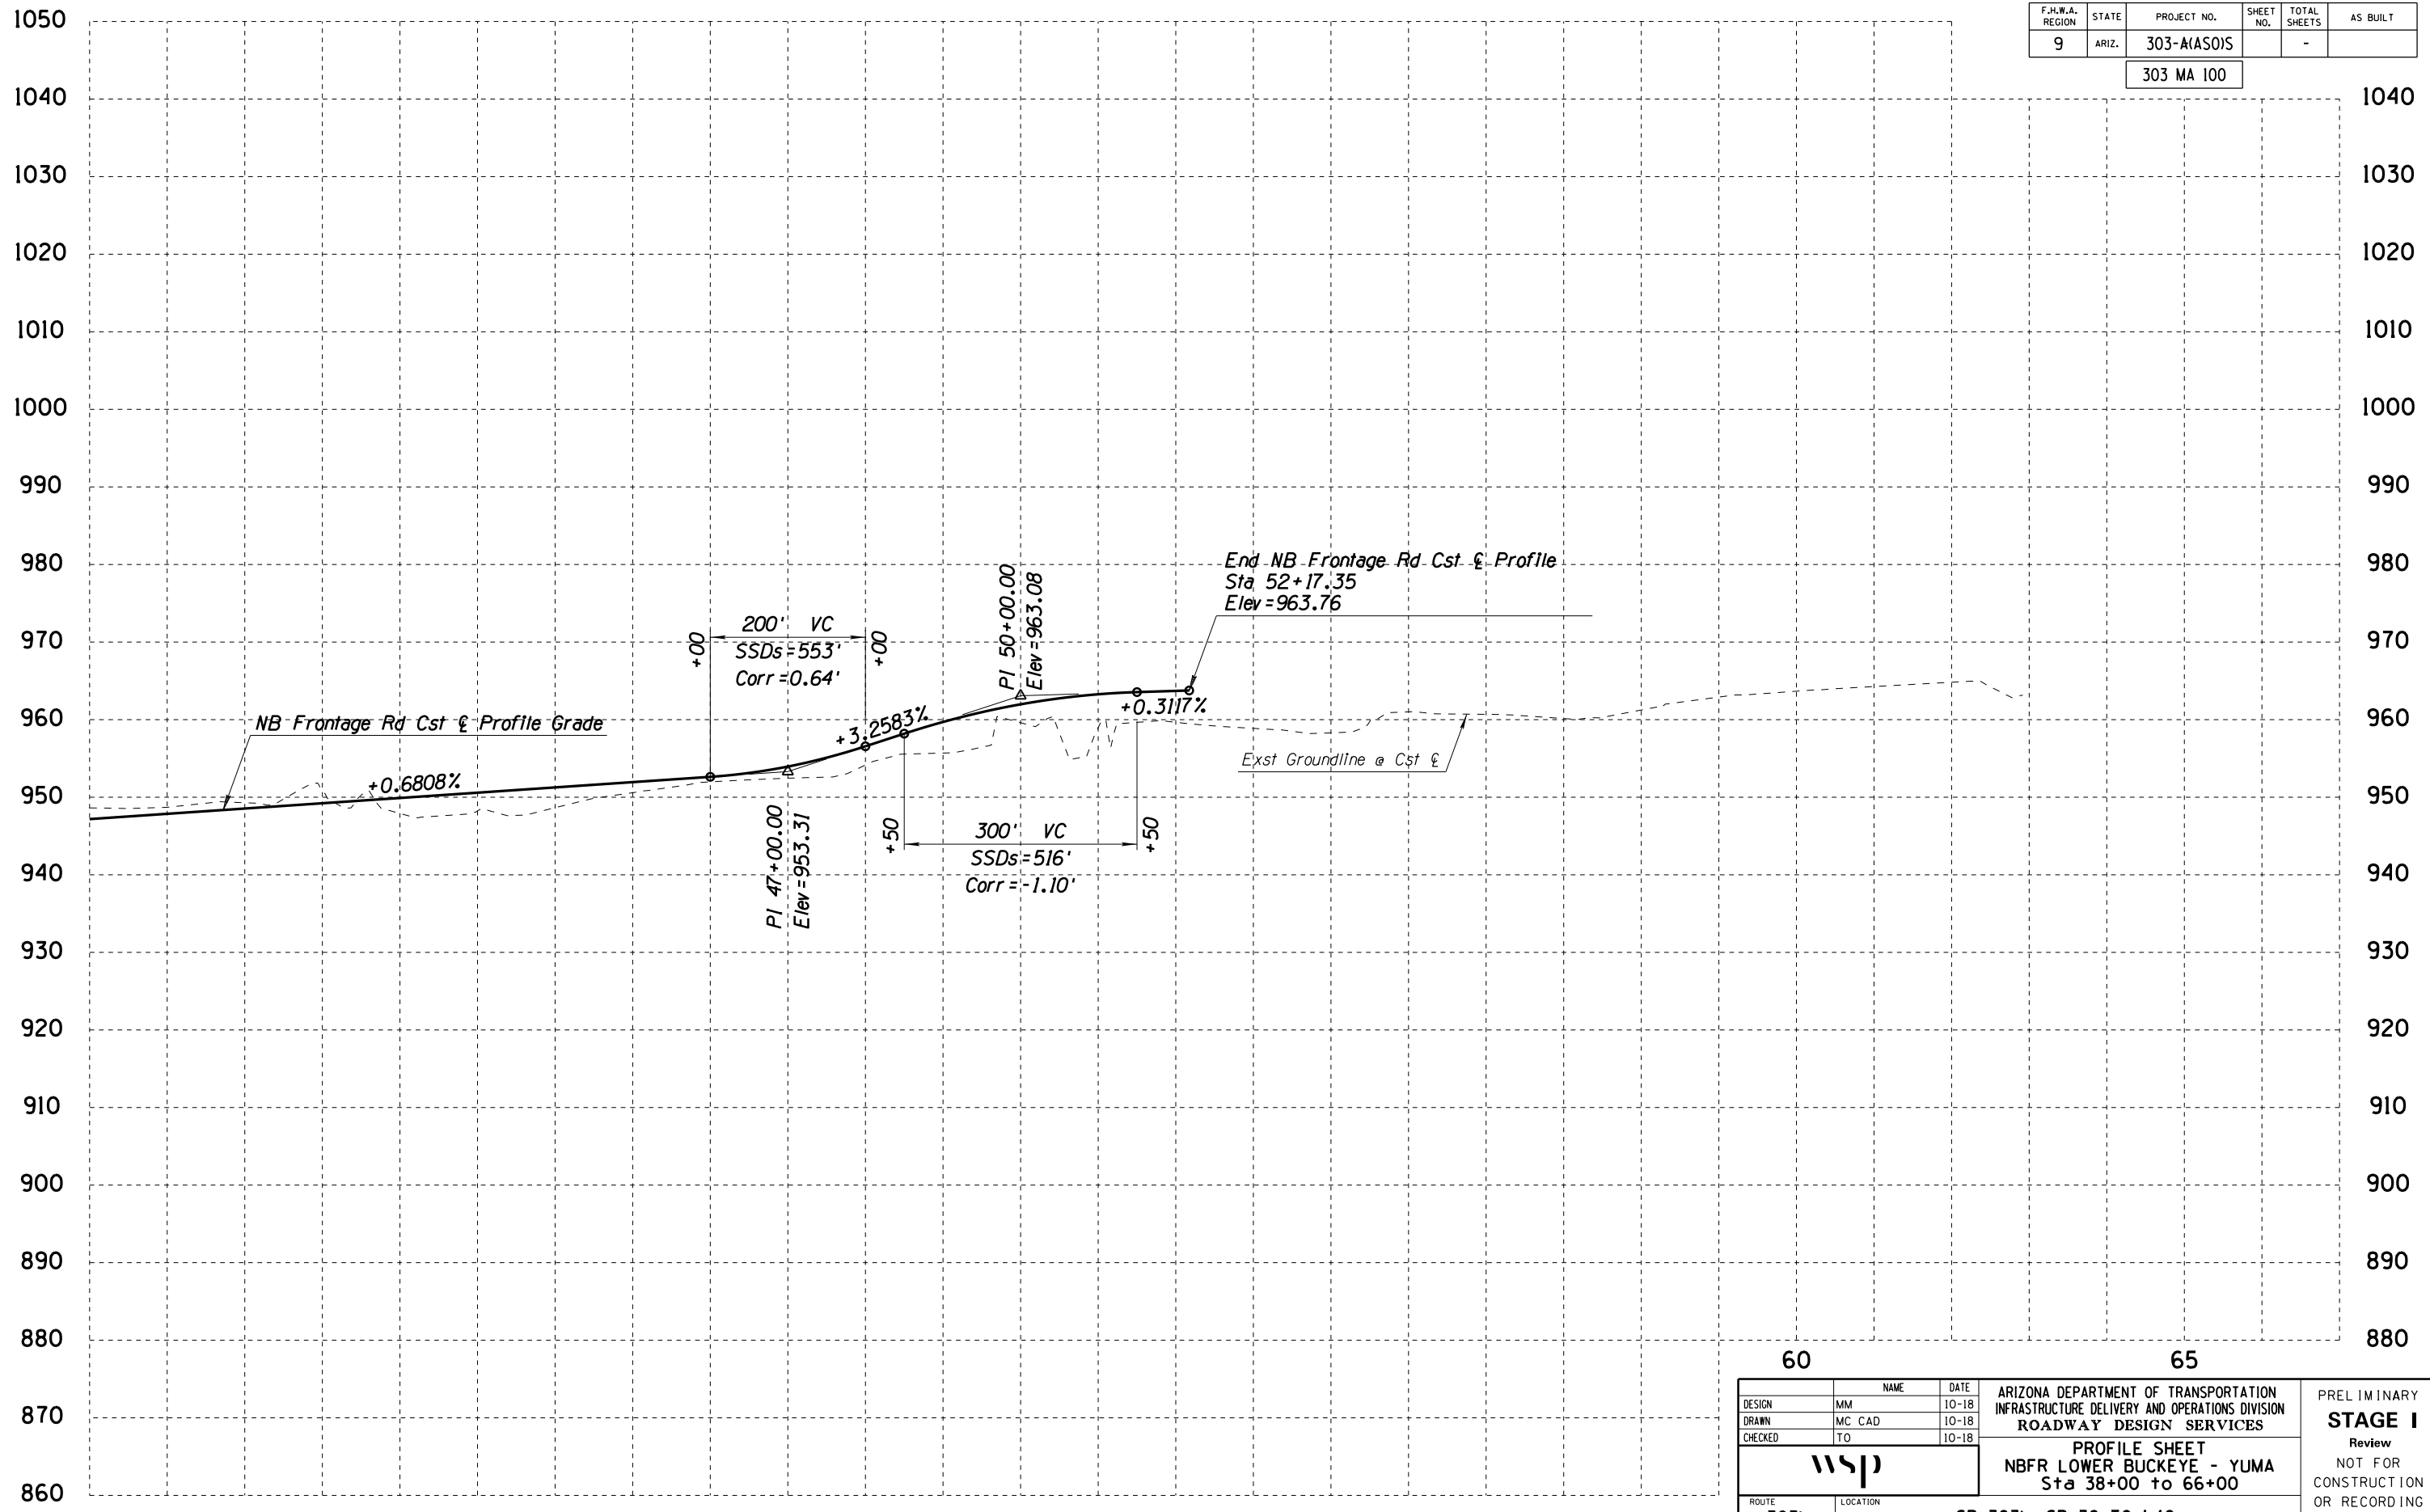 F.H.W.A. REGION STATE PROJECT NO. SHEET NO. TOTAL SHEETS AS BUILT
9 ARIZ. 303-A(ASO)S -
303 MA 100
1050
1040 1040
1030 1030
1020 1020
1010 1010
1000 1000
990 990
980 980
970 970
960 960
950 950
940 940
930 930
920 920
910 910
900 900
890 890
880 880
870
860
End NB Frontage Rd Cst ℄ Profile
Sta 52+17.35
Elev=963.76
PI 50+00.00
Elev=963.08
+00
200' VC
+00
SSDs=553'
Corr=0.64'
NB Frontage Rd Cst ℄ Profile Grade
+0.6808%
+3.2583%
+0.3117%
Exst Groundline @ Cst ℄
PI 47+00.00
Elev=953.31
+50
300' VC
+50
SSDs=516'
Corr=-1.10'
60 65
NAME DATE
DESIGN MM 10-18
DRAWN MC CAD 10-18
CHECKED TO 10-18
wsp
ARIZONA DEPARTMENT OF TRANSPORTATION
INFRASTRUCTURE DELIVERY AND OPERATIONS DIVISION
ROADWAY DESIGN SERVICES
PROFILE SHEET
NBFR LOWER BUCKEYE - YUMA
Sta 38+00 to 66+00
PRELIMINARY
STAGE I
Review
NOT FOR
CONSTRUCTION
OR RECORDING
ROUTE LOCATION